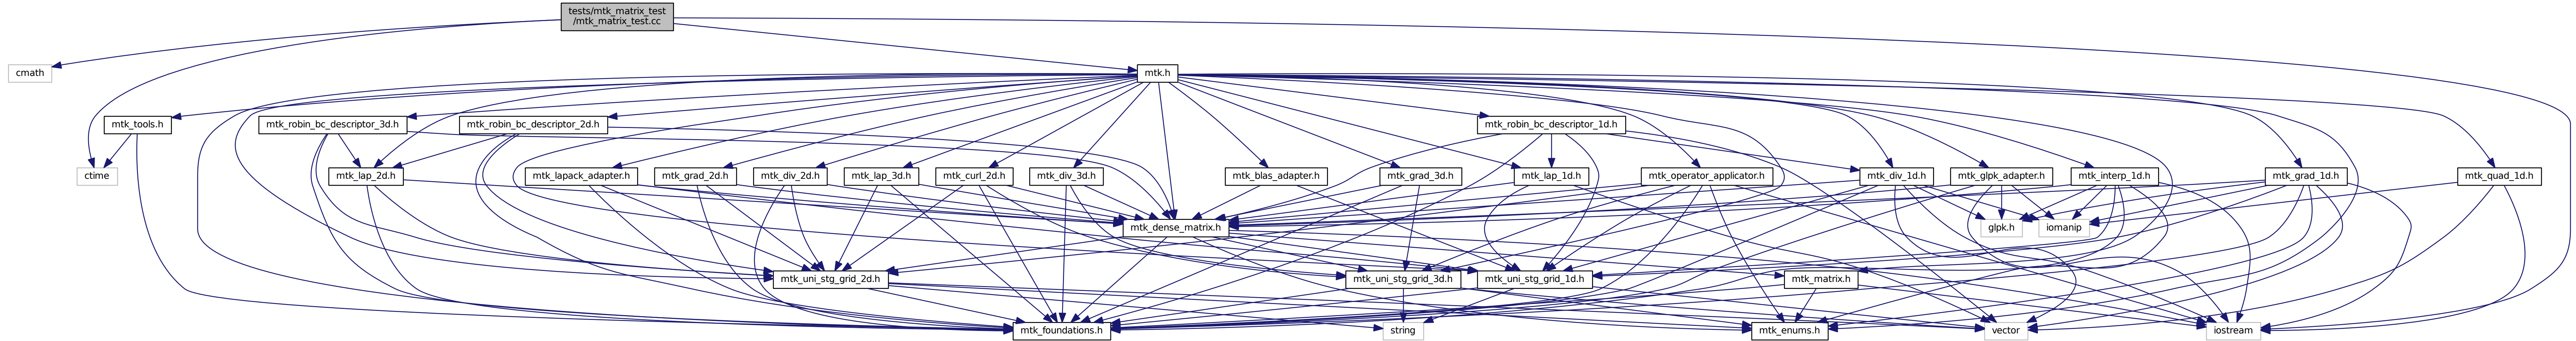 tests/mtk_matrix_test
/mtk_matrix_test.cc
cmath
mtk.h
mtk_tools.h
mtk_robin_bc_descriptor_3d.h
mtk_robin_bc_descriptor_2d.h
mtk_robin_bc_descriptor_1d.h
ctime
mtk_lap_2d.h
mtk_lapack_adapter.h
mtk_grad_2d.h
mtk_div_2d.h
mtk_lap_3d.h
mtk_curl_2d.h
mtk_div_3d.h
mtk_blas_adapter.h
mtk_grad_3d.h
mtk_lap_1d.h
mtk_operator_applicator.h
mtk_div_1d.h
mtk_glpk_adapter.h
mtk_interp_1d.h
mtk_grad_1d.h
mtk_quad_1d.h
mtk_dense_matrix.h
glpk.h
iomanip
mtk_uni_stg_grid_2d.h
mtk_uni_stg_grid_3d.h
mtk_uni_stg_grid_1d.h
mtk_matrix.h
mtk_foundations.h
string
mtk_enums.h
vector
iostream